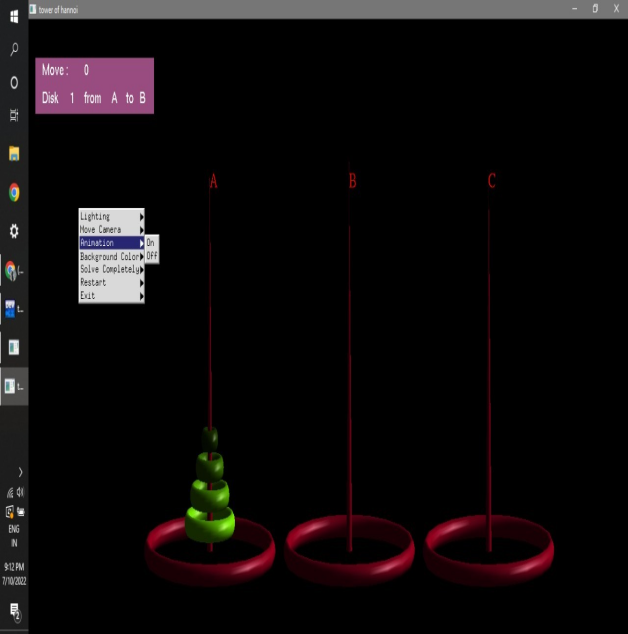 tower of hannoi
Move : 0
Disk 1 from A to B
A
B
C
Lighting
Move Camera
Animation
On
Background Color
Off
Solve Completely
Restart
Exit
ENG
IN
9:12 PM
7/10/2022
2